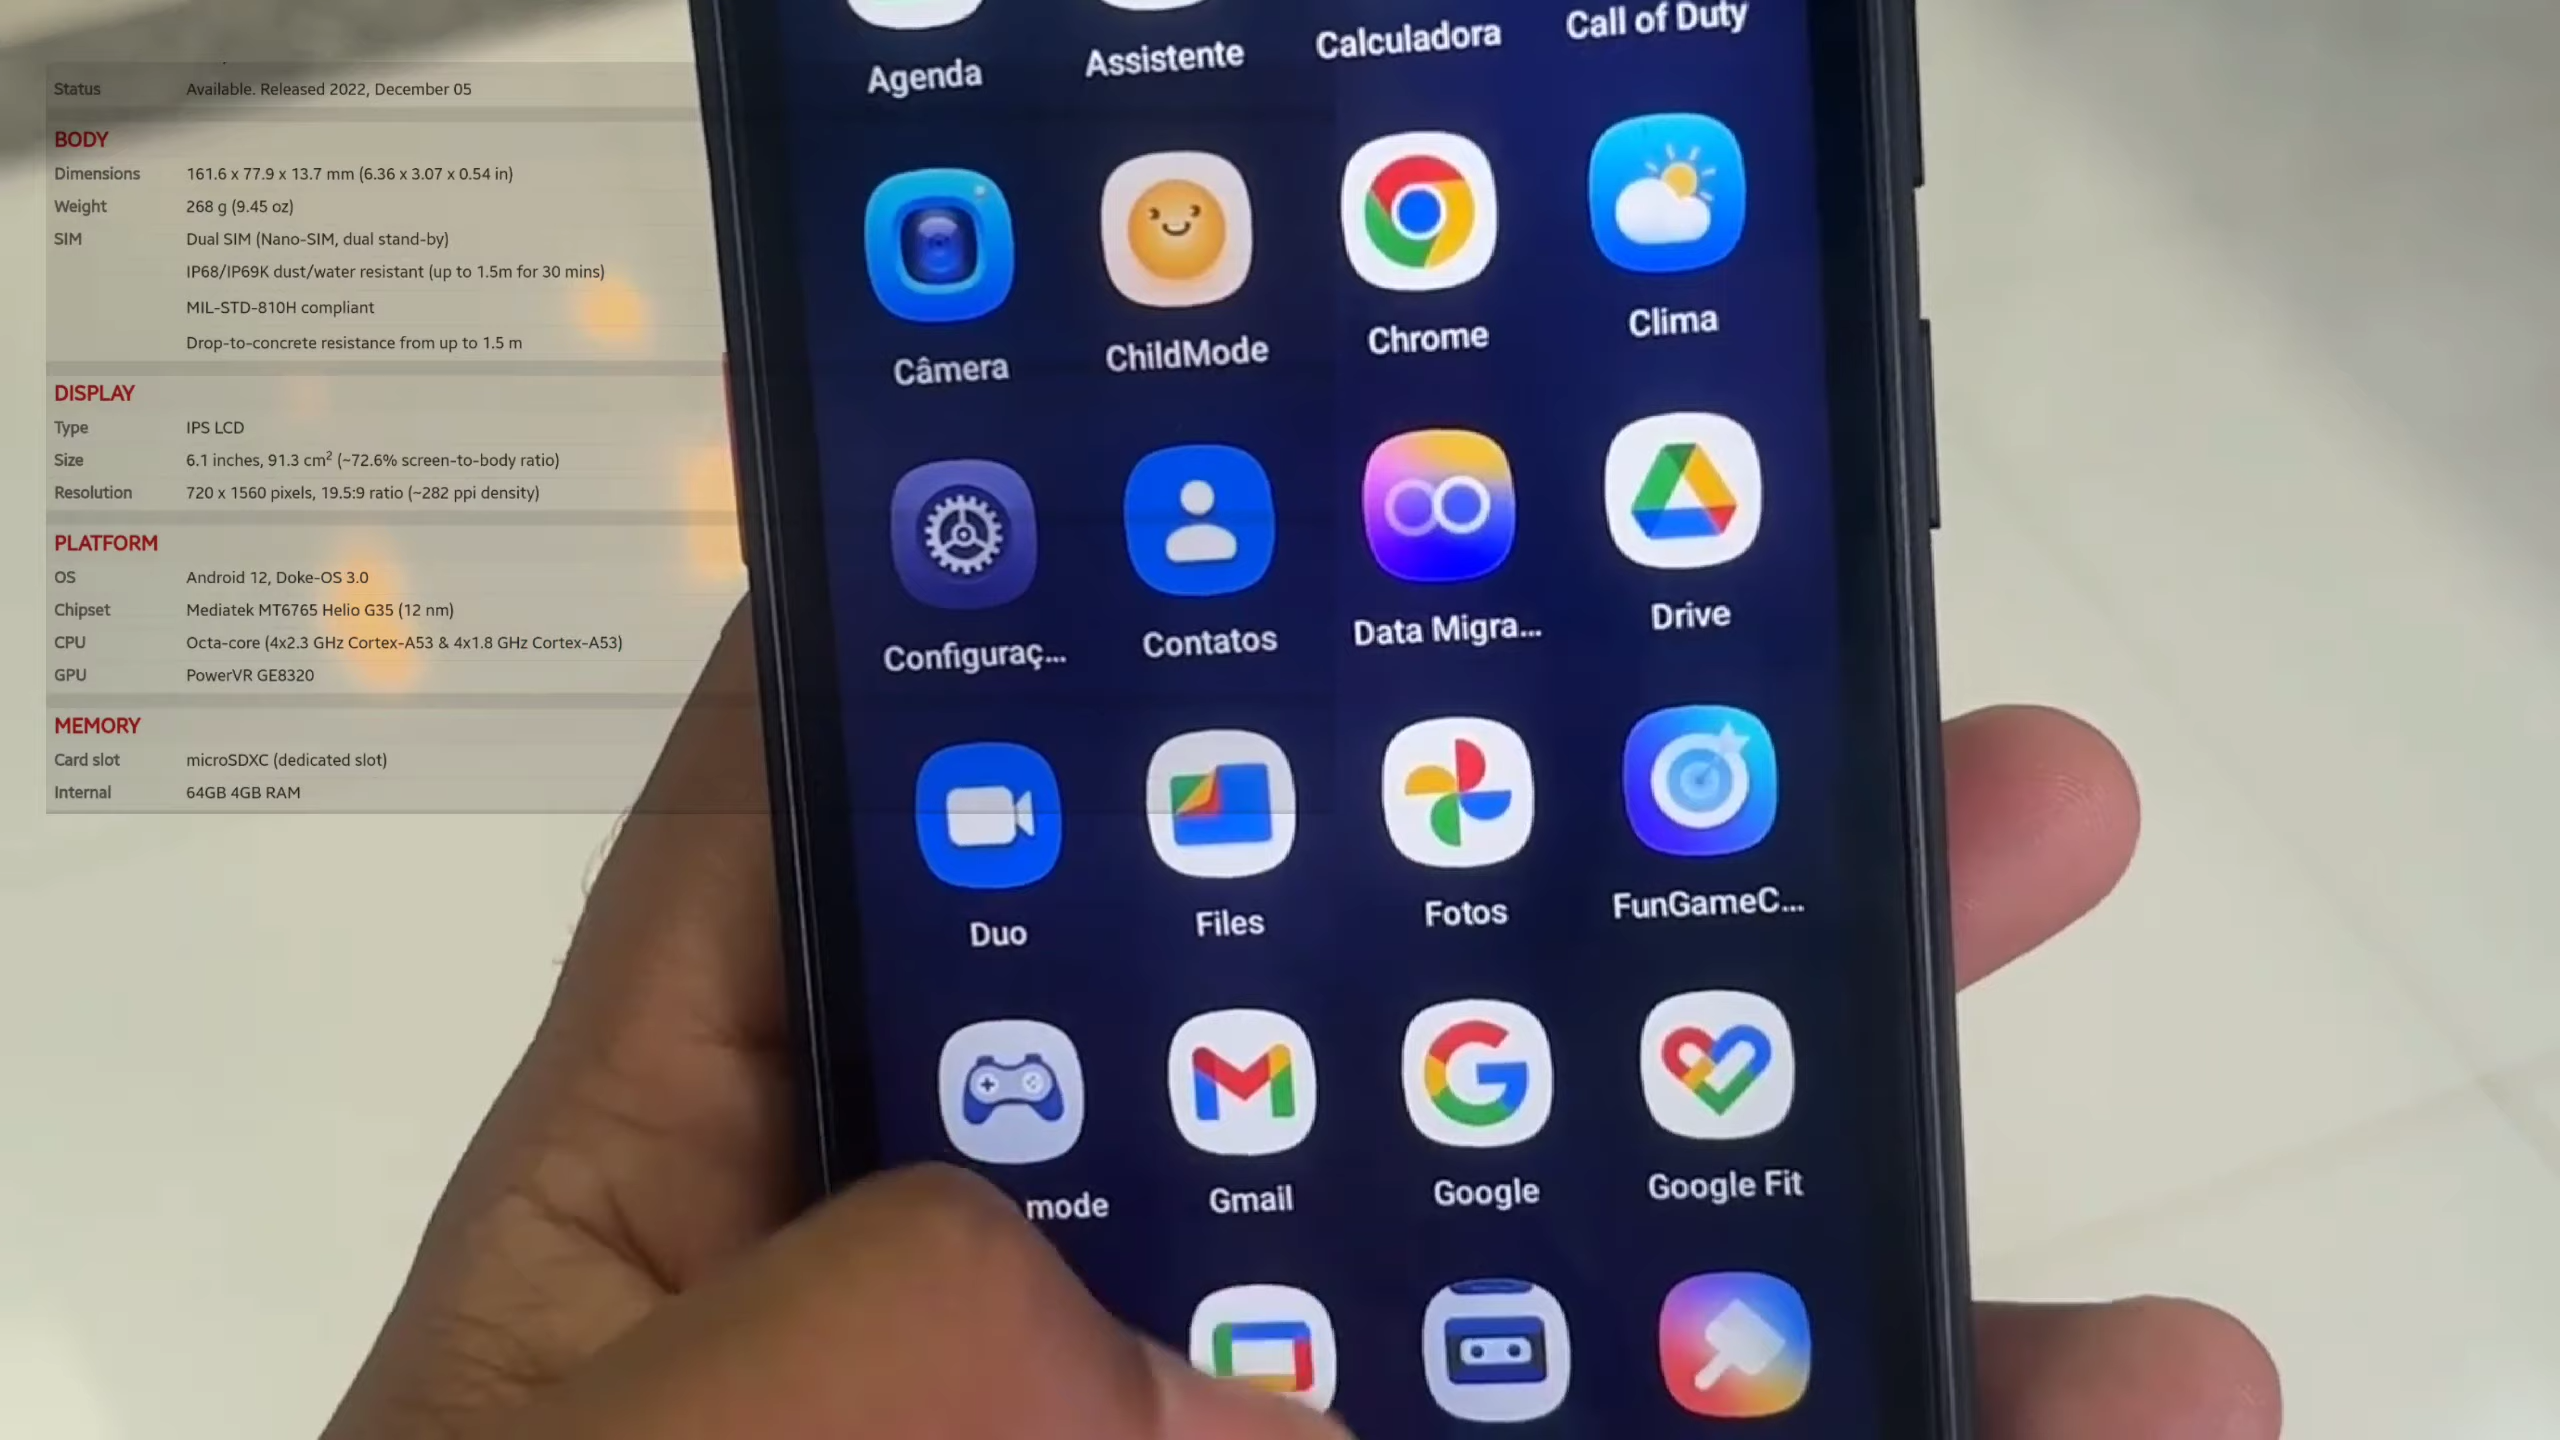 Status Available. Released 2022, December 05
BODY
Dimensions 161.6 x 77.9 x 13.7 mm (6.36 x 3.07 x 0.54 in)
Weight 268 g (9.45 oz)
SIM Dual SIM (Nano-SIM, dual stand-by)
IP68/IP69K dust/water resistant (up to 1.5m for 30 mins)
MIL-STD-810H compliant
Drop-to-concrete resistance from up to 1.5 m
DISPLAY
Type IPS LCD
Size 6.1 inches, 91.3 cm² (~72.6% screen-to-body ratio)
Resolution 720 x 1560 pixels, 19.5:9 ratio (~282 ppi density)
PLATFORM
OS Android 12, Doke-OS 3.0
Chipset Mediatek MT6765 Helio G35 (12 nm)
CPU Octa-core (4x2.3 GHz Cortex-A53 & 4x1.8 GHz Cortex-A53)
GPU PowerVR GE8320
MEMORY
Card slot microSDXC (dedicated slot)
Internal 64GB 4GB RAM
Agenda Assistente Calculadora Call of Duty
Câmera ChildMode Chrome Clima
Configuraç... Contatos Data Migra... Drive
Duo Files Fotos FunGameC...
mode Gmail Google Google Fit